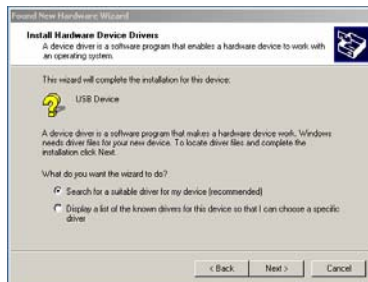 Found New Hardware Wizard
Install Hardware Device Drivers
A device driver is a software program that enables a hardware device to work with
an operating system.
This wizard will complete the installation for this device:
USB Device
A device driver is a software program that makes a hardware device work. Windows
needs driver files for your new device. To locate driver files and complete the
installation click Next.
What do you want the wizard to do?
Search for a suitable driver for my device (recommended)
Display a list of the known drivers for this device so that I can choose a specific
driver
< Back
Next >
Cancel